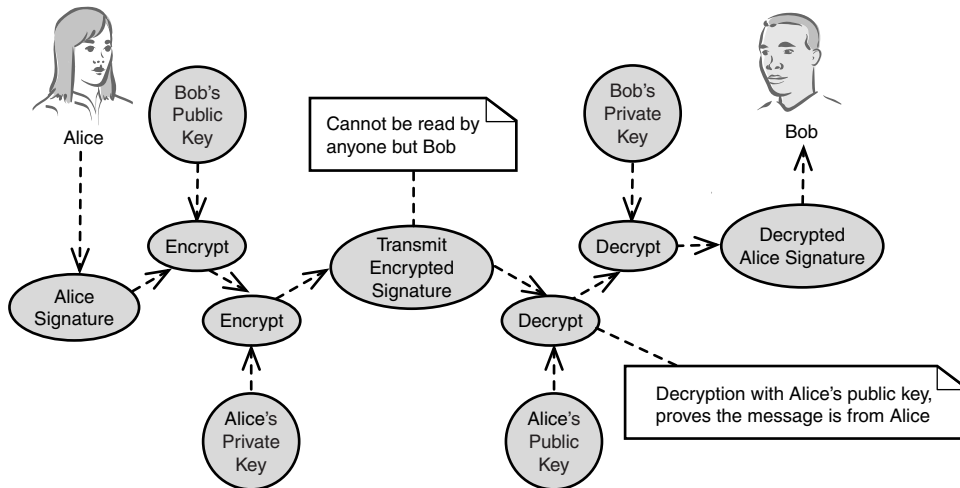 Alice
Bob's
Public
Key
Cannot be read by
anyone but Bob
Bob's
Private
Key
Bob
Encrypt
Transmit
Encrypted
Signature
Decrypt
Decrypted
Alice Signature
Alice
Signature
Encrypt
Decrypt
Decryption with Alice's public key,
proves the message is from Alice
Alice's
Private
Key
Alice's
Public
Key